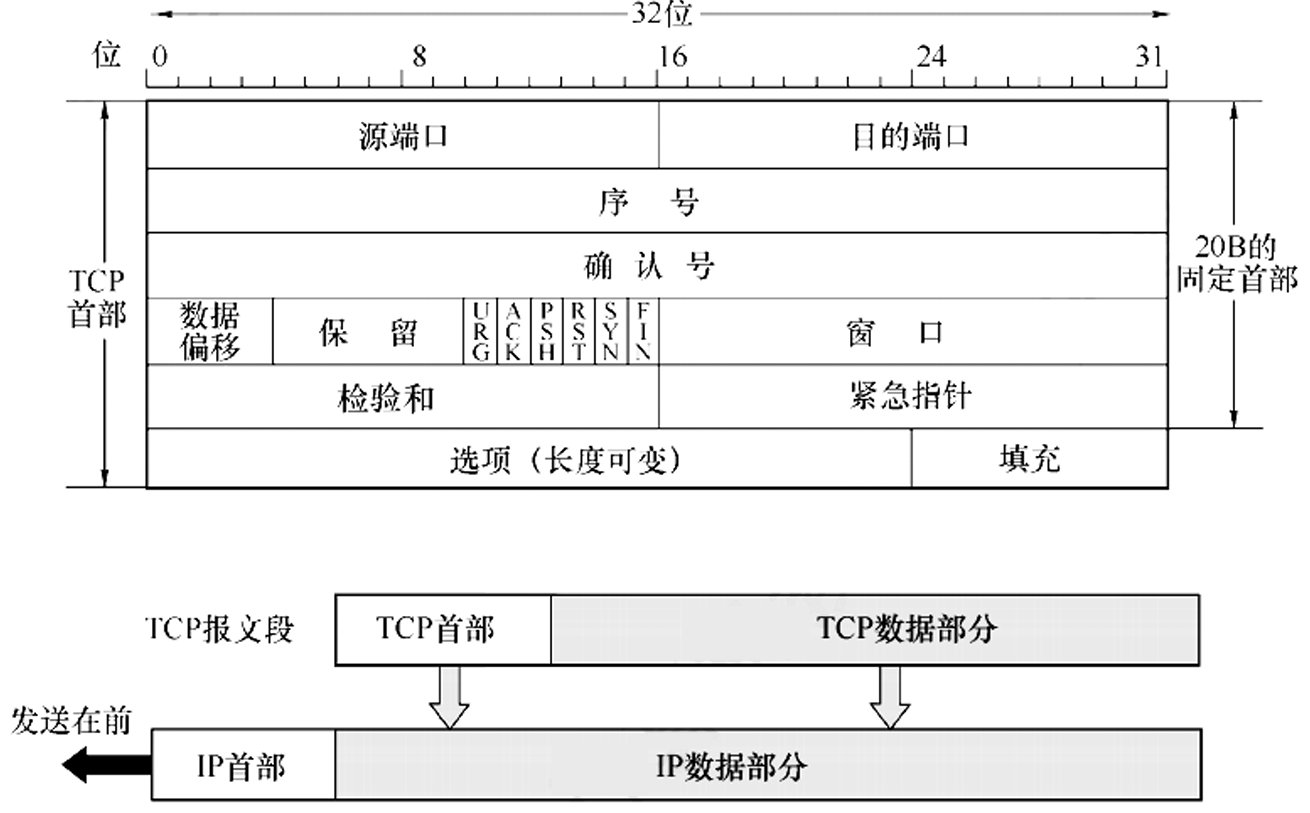 32位
位 0 8 16 24 31
源端口 目的端口
序 号
确 认 号
TCP
首部
20B的
固定首部
数据
偏移
保 留
URG
ACK
PSH
RST
SYN
FIN
窗 口
检验和 紧急指针
选项（长度可变） 填充
TCP报文段 TCP首部 TCP数据部分
发送在前
IP首部 IP数据部分